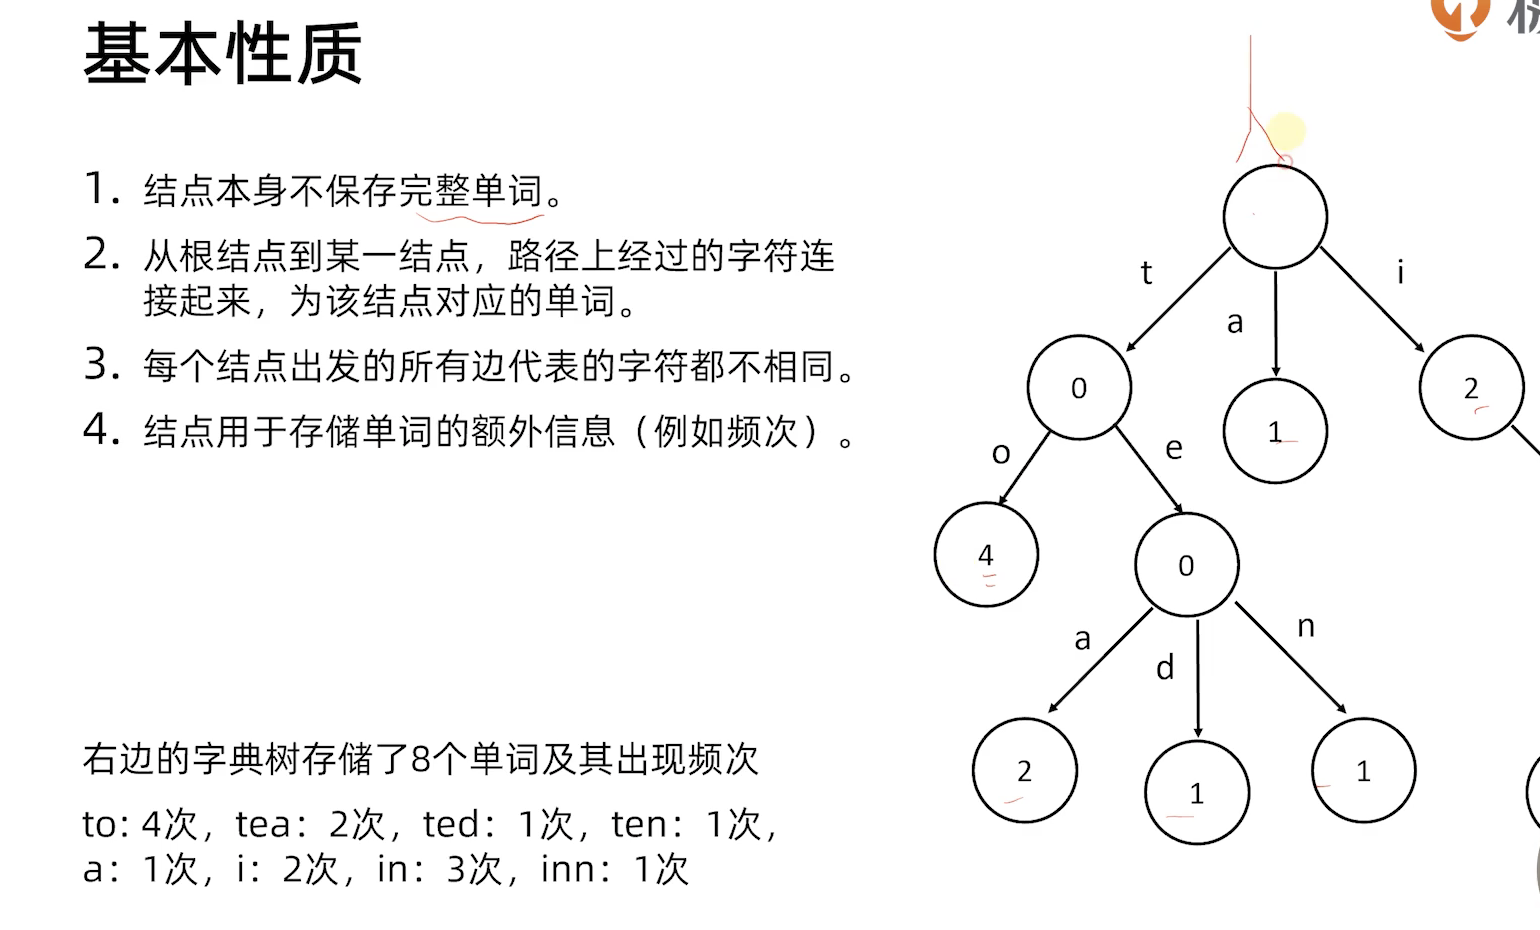 基本性质
1. 结点本身不保存完整单词。
2. 从根结点到某一结点，路径上经过的字符连
接起来，为该结点对应的单词。
3. 每个结点出发的所有边代表的字符都不相同。
4. 结点用于存储单词的额外信息（例如频次）。
右边的字典树存储了8个单词及其出现频次
to: 4次，tea：2次，ted：1次，ten：1次，
a：1次，i：2次，in：3次，inn：1次
t
a
i
0
1
2
o
e
4
0
a
d
n
2
1
1